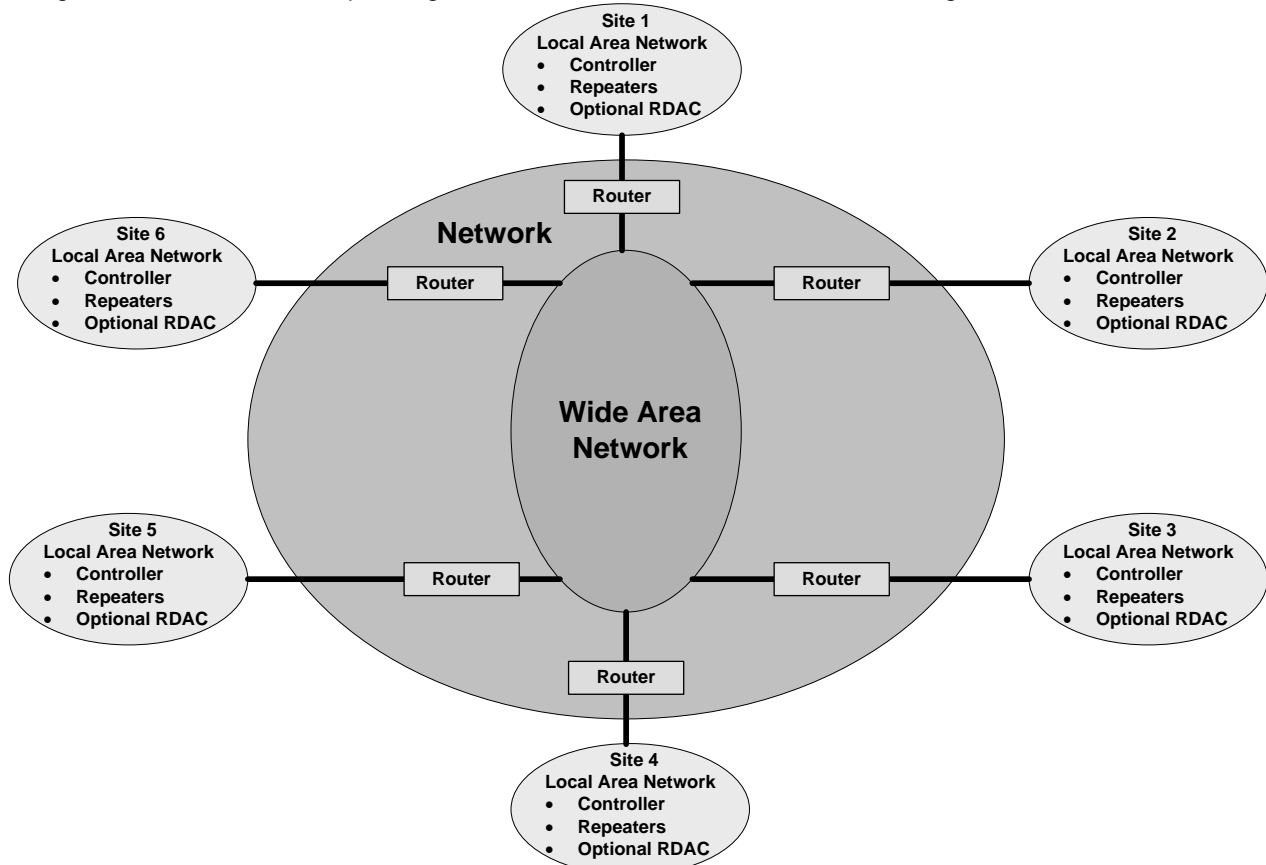 Site 1
Local Area Network
• Controller
• Repeaters
• Optional RDAC
Router
Network
Site 6
Local Area Network
• Controller
• Repeaters
• Optional RDAC
Router
Router
Site 2
Local Area Network
• Controller
• Repeaters
• Optional RDAC
Wide Area
Network
Site 5
Local Area Network
• Controller
• Repeaters
• Optional RDAC
Router
Router
Site 3
Local Area Network
• Controller
• Repeaters
• Optional RDAC
Router
Site 4
Local Area Network
• Controller
• Repeaters
• Optional RDAC